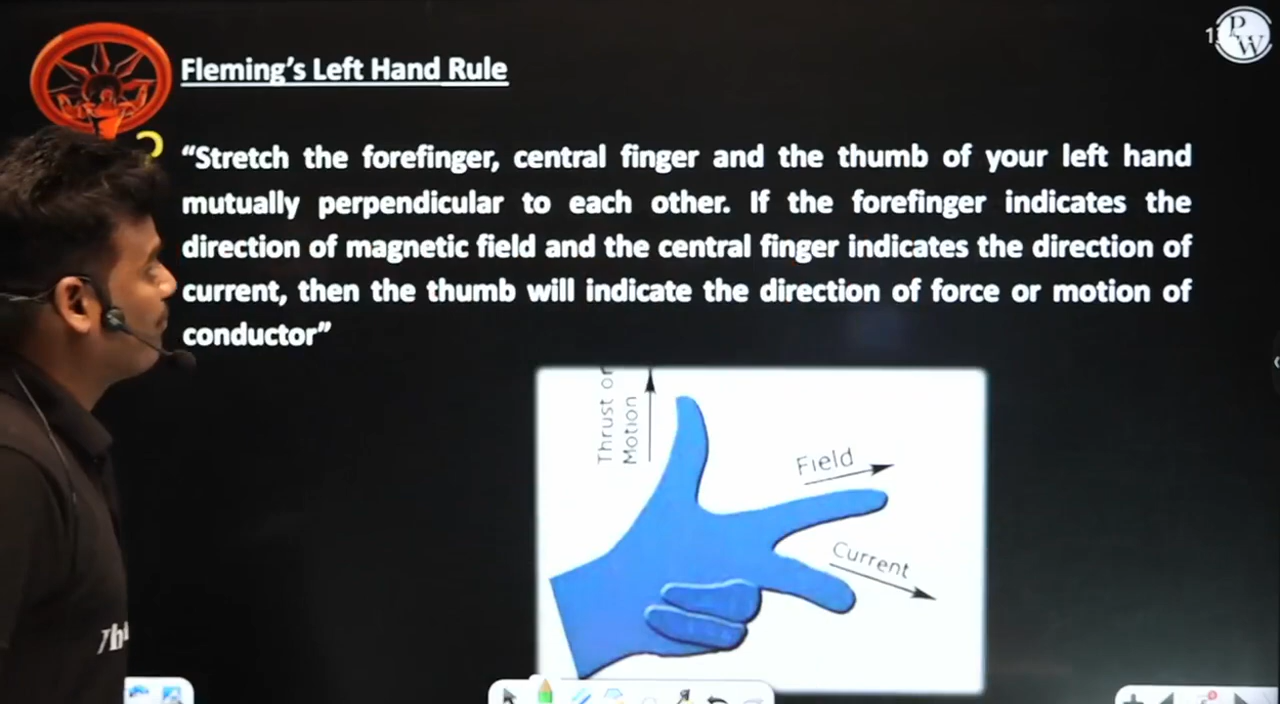 Fleming's Left Hand Rule
PW
“Stretch the forefinger, central finger and the thumb of your left hand
mutually perpendicular to each other. If the forefinger indicates the
direction of magnetic field and the central finger indicates the direction of
current, then the thumb will indicate the direction of force or motion of
conductor”
Thrust or
Motion
Field
Current